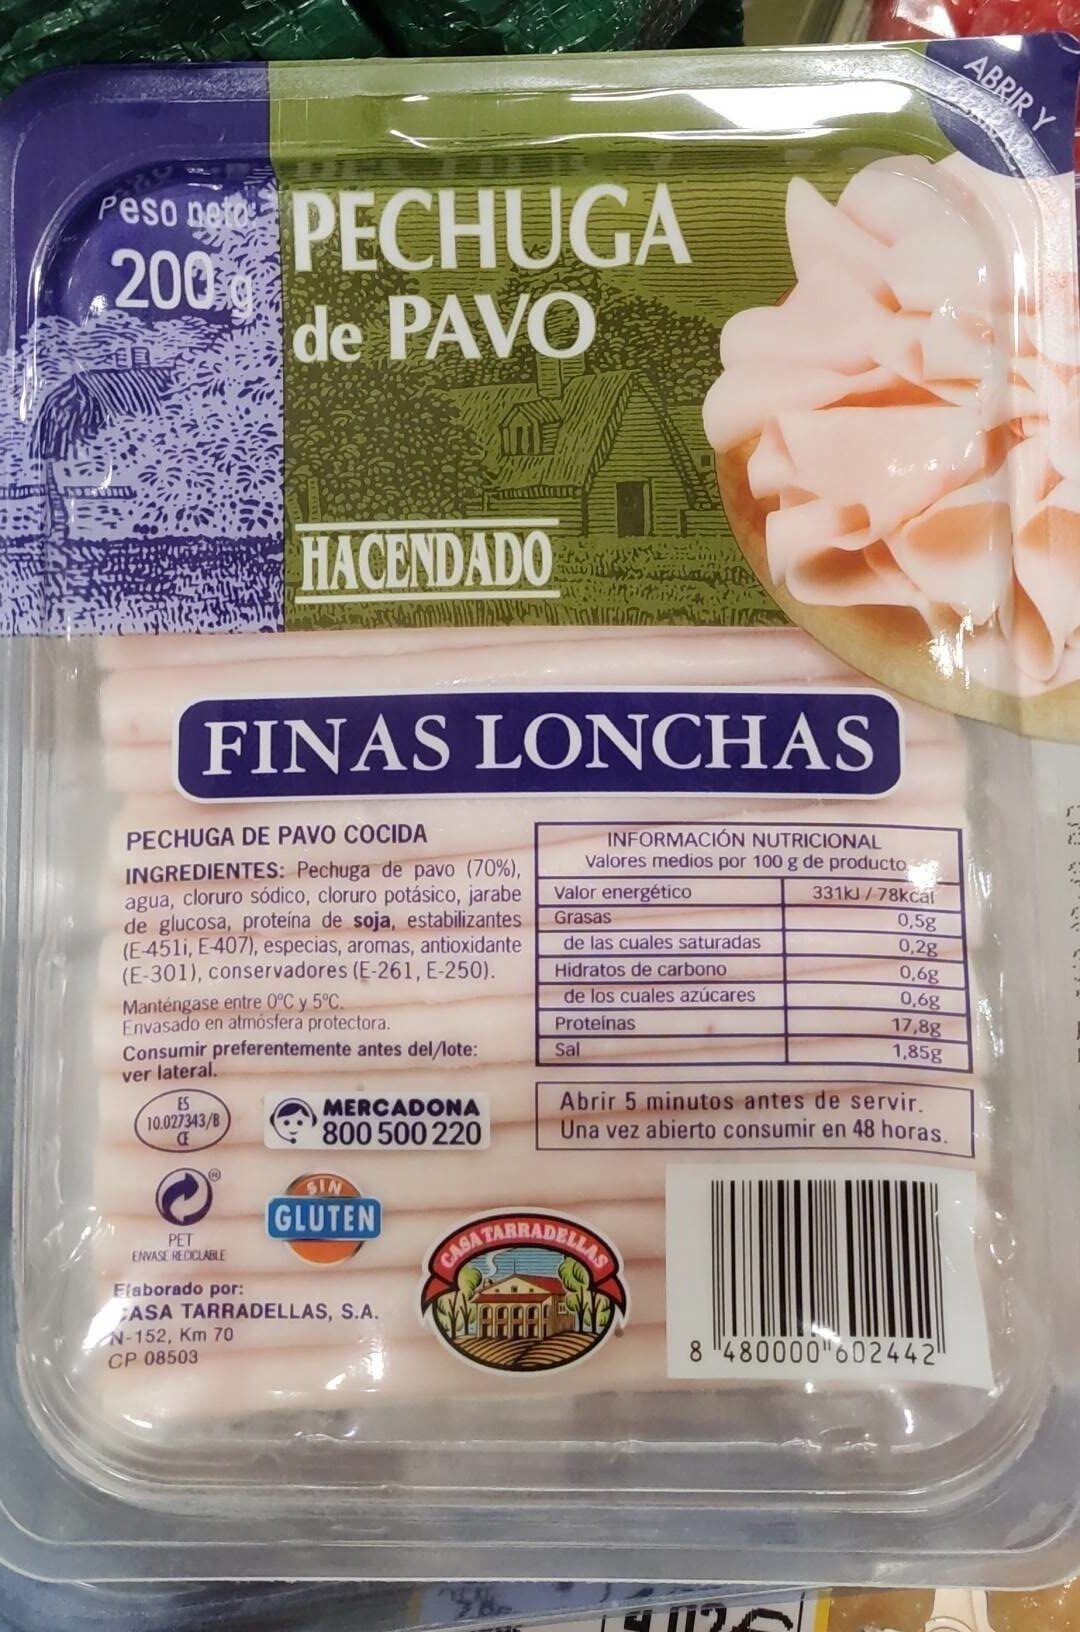 ABRIR Y
Peso neto
200 g
PECHUGA
de PAVO
HACENDADO
FINAS LONCHAS
PECHUGA DE PAVO COCIDA
INGREDIENTES: Pechuga de pavo (70%),
agua, cloruro sódico, cloruro potásico, jarabe
de glucosa, proteína de soja, estabilizantes
(E-451i, E-407), especias, aromas, antioxidante
(E-301), conservadores (E-261, E-250).
Manténgase entre 0ºC y 5ºC.
Envasado en atmósfera protectora.
Consumir preferentemente antes del/lote:
ver lateral.
ES
10.027343/B
CE
MERCADONA
800 500 220
PET
ENVASE RECICLABLE
SIN
GLUTEN
Elaborado por:
CASA TARRADELLAS, S.A.
N-152, Km 70
CP 08503
CASA TARRADELLAS
INFORMACIÓN NUTRICIONAL
Valores medios por 100 g de producto
Valor energético 331kJ / 78kcal
Grasas 0,5g
de las cuales saturadas 0,2g
Hidratos de carbono 0,6g
de los cuales azúcares 0,6g
Proteínas 17,8g
Sal 1,85g
Abrir 5 minutos antes de servir.
Una vez abierto consumir en 48 horas.
8 480000 602442